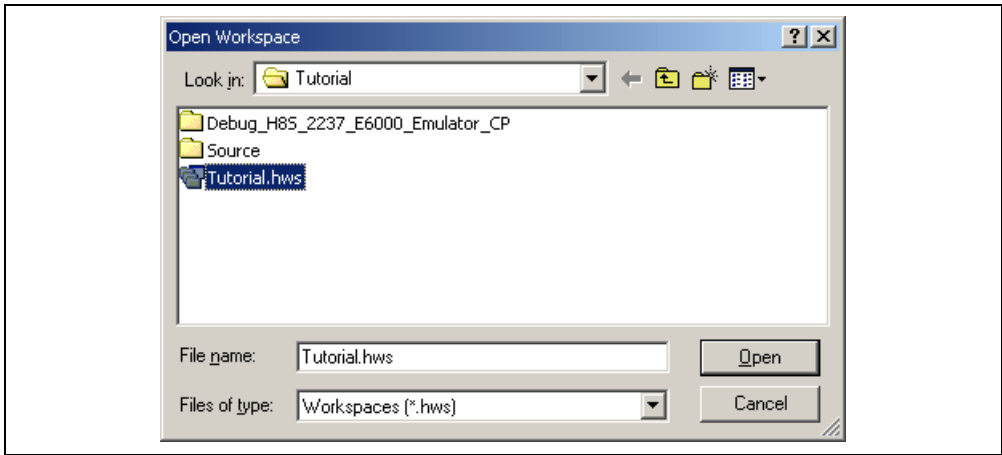 Open Workspace
Look in: Tutorial
Debug_H8S_2237_E6000_Emulator_CP
Source
Tutorial.hws
File name: Tutorial.hws Open
Files of type: Workspaces (*.hws) Cancel